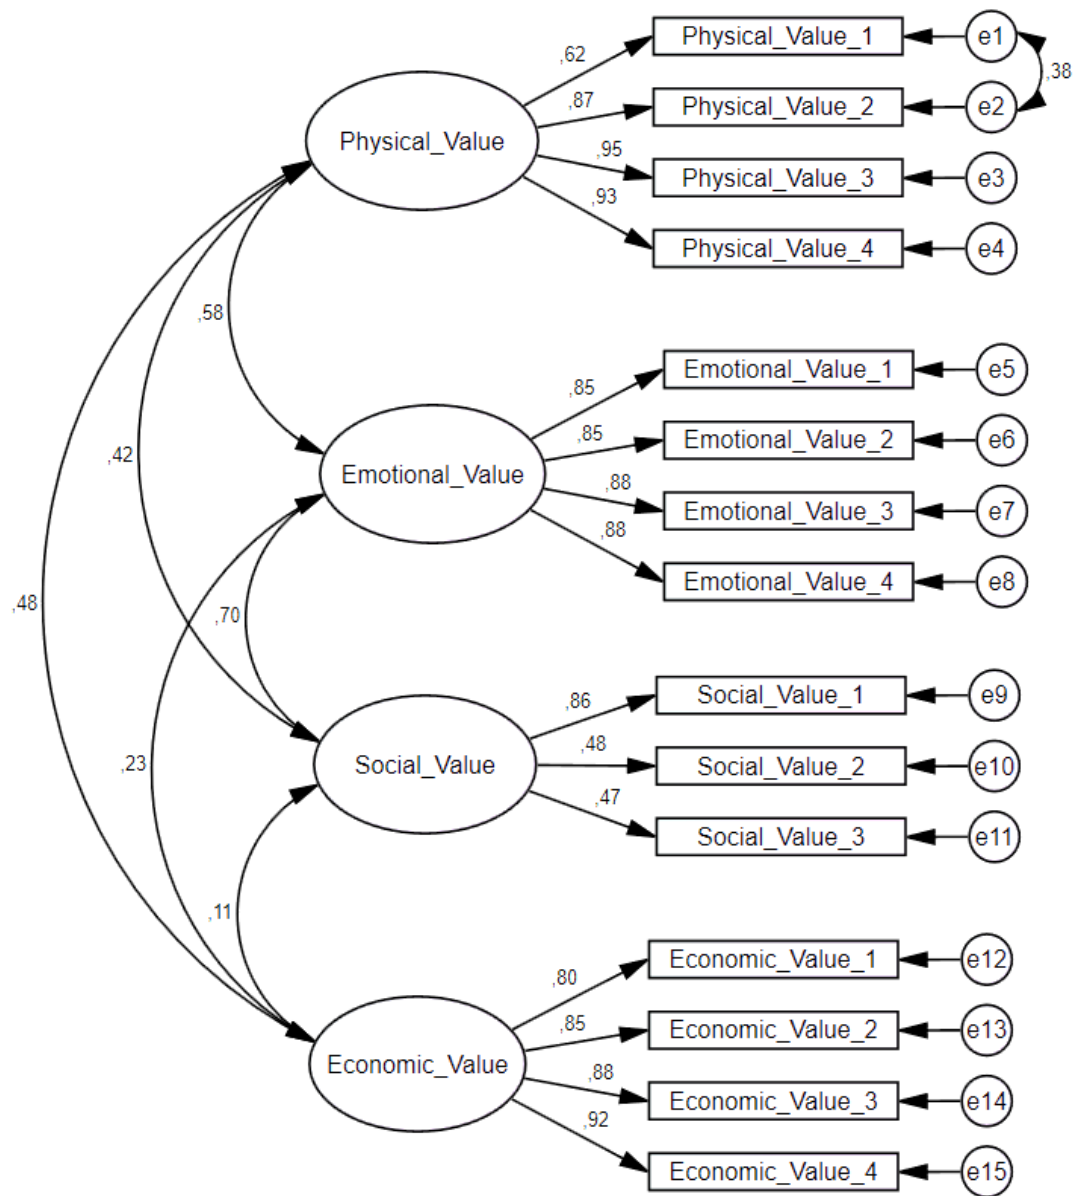 Physical_Value_1
e1
,62
,38
,87
Physical_Value_2
e2
Physical_Value
,95
Physical_Value_3
e3
,93
Physical_Value_4
e4
,58
Emotional_Value_1
e5
,85
,85
Emotional_Value_2
e6
,42
Emotional_Value
,88
Emotional_Value_3
e7
,88
Emotional_Value_4
e8
,48
,70
Social_Value_1
e9
,86
,48
,23
Social_Value
Social_Value_2
e10
,47
Social_Value_3
e11
,11
Economic_Value_1
e12
,80
,85
Economic_Value_2
e13
Economic_Value
,88
Economic_Value_3
e14
,92
Economic_Value_4
e15